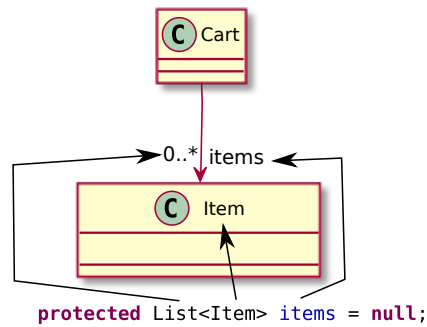 C Cart
0..* items
C Item
protected List<Item> items = null;